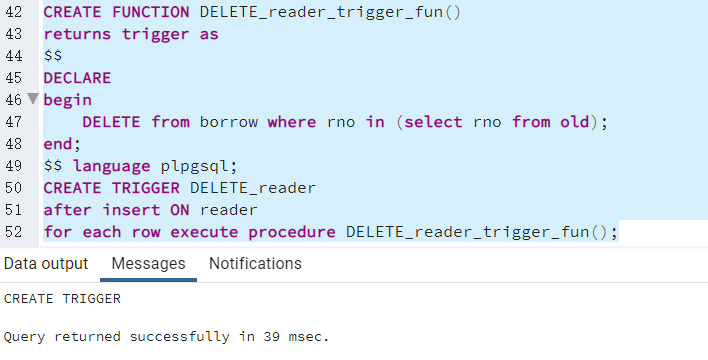 42 CREATE FUNCTION DELETE_reader_trigger_fun()
43 returns trigger as
44 $$
45 DECLARE
46 begin
47     DELETE from borrow where rno in (select rno from old);
48 end;
49 $$ language plpgsql;
50 CREATE TRIGGER DELETE_reader
51 after insert ON reader
52 for each row execute procedure DELETE_reader_trigger_fun();
Data output Messages Notifications
CREATE TRIGGER
Query returned successfully in 39 msec.